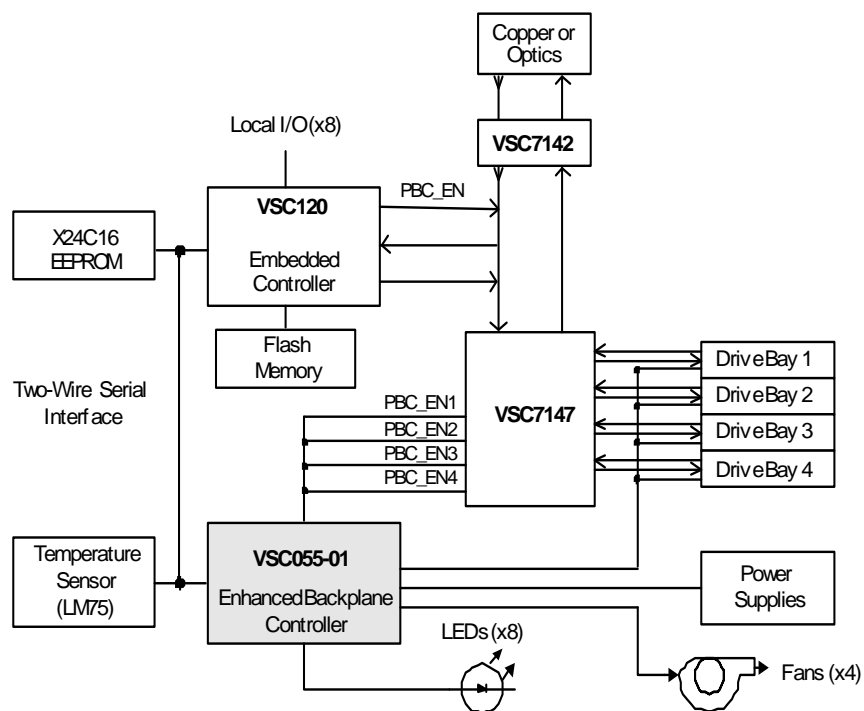 Copper or
Optics
VSC7142
Local I/O (x8)
PBC_EN
VSC120
Embedded
Controller
X24C16
EEPROM
Flash
Memory
Two-Wire Serial
Interface
PBC_EN1
PBC_EN2
PBC_EN3
PBC_EN4
VSC7147
Drive Bay 1
Drive Bay 2
Drive Bay 3
Drive Bay 4
Temperature
Sensor
(LM75)
VSC055-01
Enhanced Backplane
Controller
Power
Supplies
LEDs (x8)
Fans (x4)